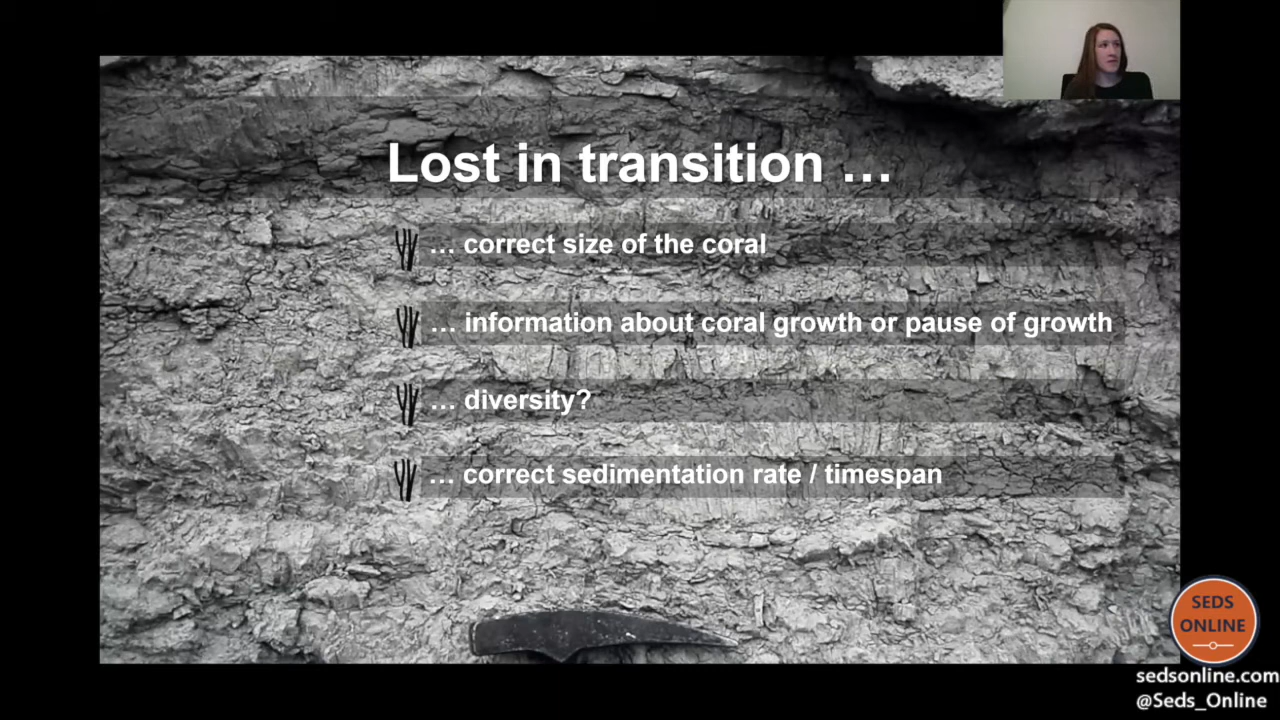 Lost in transition …
… correct size of the coral
… information about coral growth or pause of growth
… diversity?
… correct sedimentation rate / timespan
SEDS
ONLINE
sedsonline.com
@Seds_Online